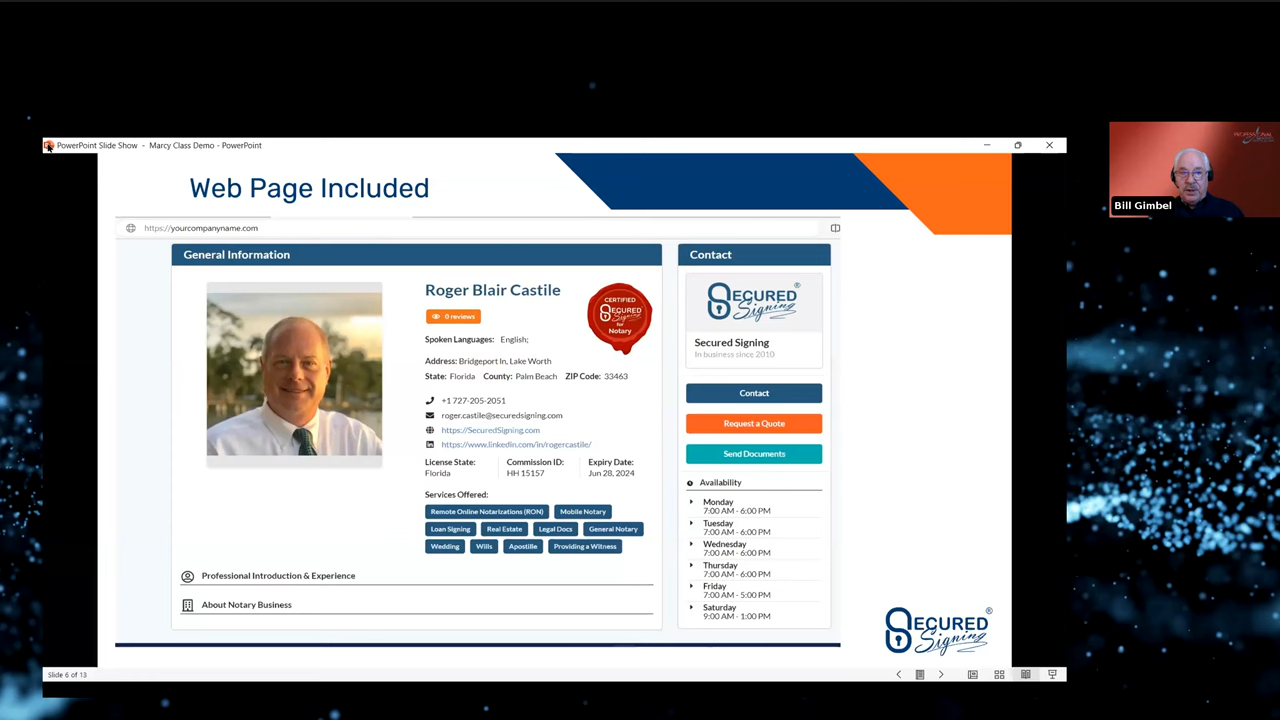 PowerPoint Slide Show - Marcy Class Demo - PowerPoint
Web Page Included
https://yourcompanyname.com
General Information
Roger Blair Castile
0 reviews
Spoken Languages: English;
Address: Bridgeport ln, Lake Worth
State: Florida County: Palm Beach ZIP Code: 33463
+1 727-205-2051
roger.castile@securedsigning.com
https://SecuredSigning.com
https://www.linkedin.com/in/rogercastile/
License State:
Florida
Commission ID:
HH 15157
Expiry Date:
Jun 28, 2024
Services Offered:
Remote Online Notarizations (RON) Mobile Notary
Loan Signing Real Estate Legal Docs General Notary
Wedding Wills Apostille Providing a Witness
CERTIFIED
SECURED
Signing
for
Notary
Professional Introduction & Experience
About Notary Business
Contact
SECURED
Signing
®
Secured Signing
In business since 2010
Contact
Request a Quote
Send Documents
Availability
Monday
7:00 AM - 6:00 PM
Tuesday
7:00 AM - 6:00 PM
Wednesday
7:00 AM - 6:00 PM
Thursday
7:00 AM - 6:00 PM
Friday
7:00 AM - 5:00 PM
Saturday
9:00 AM - 1:00 PM
SECURED
Signing
®
Slide 6 of 13
PROFESSIONAL
Bill Gimbel